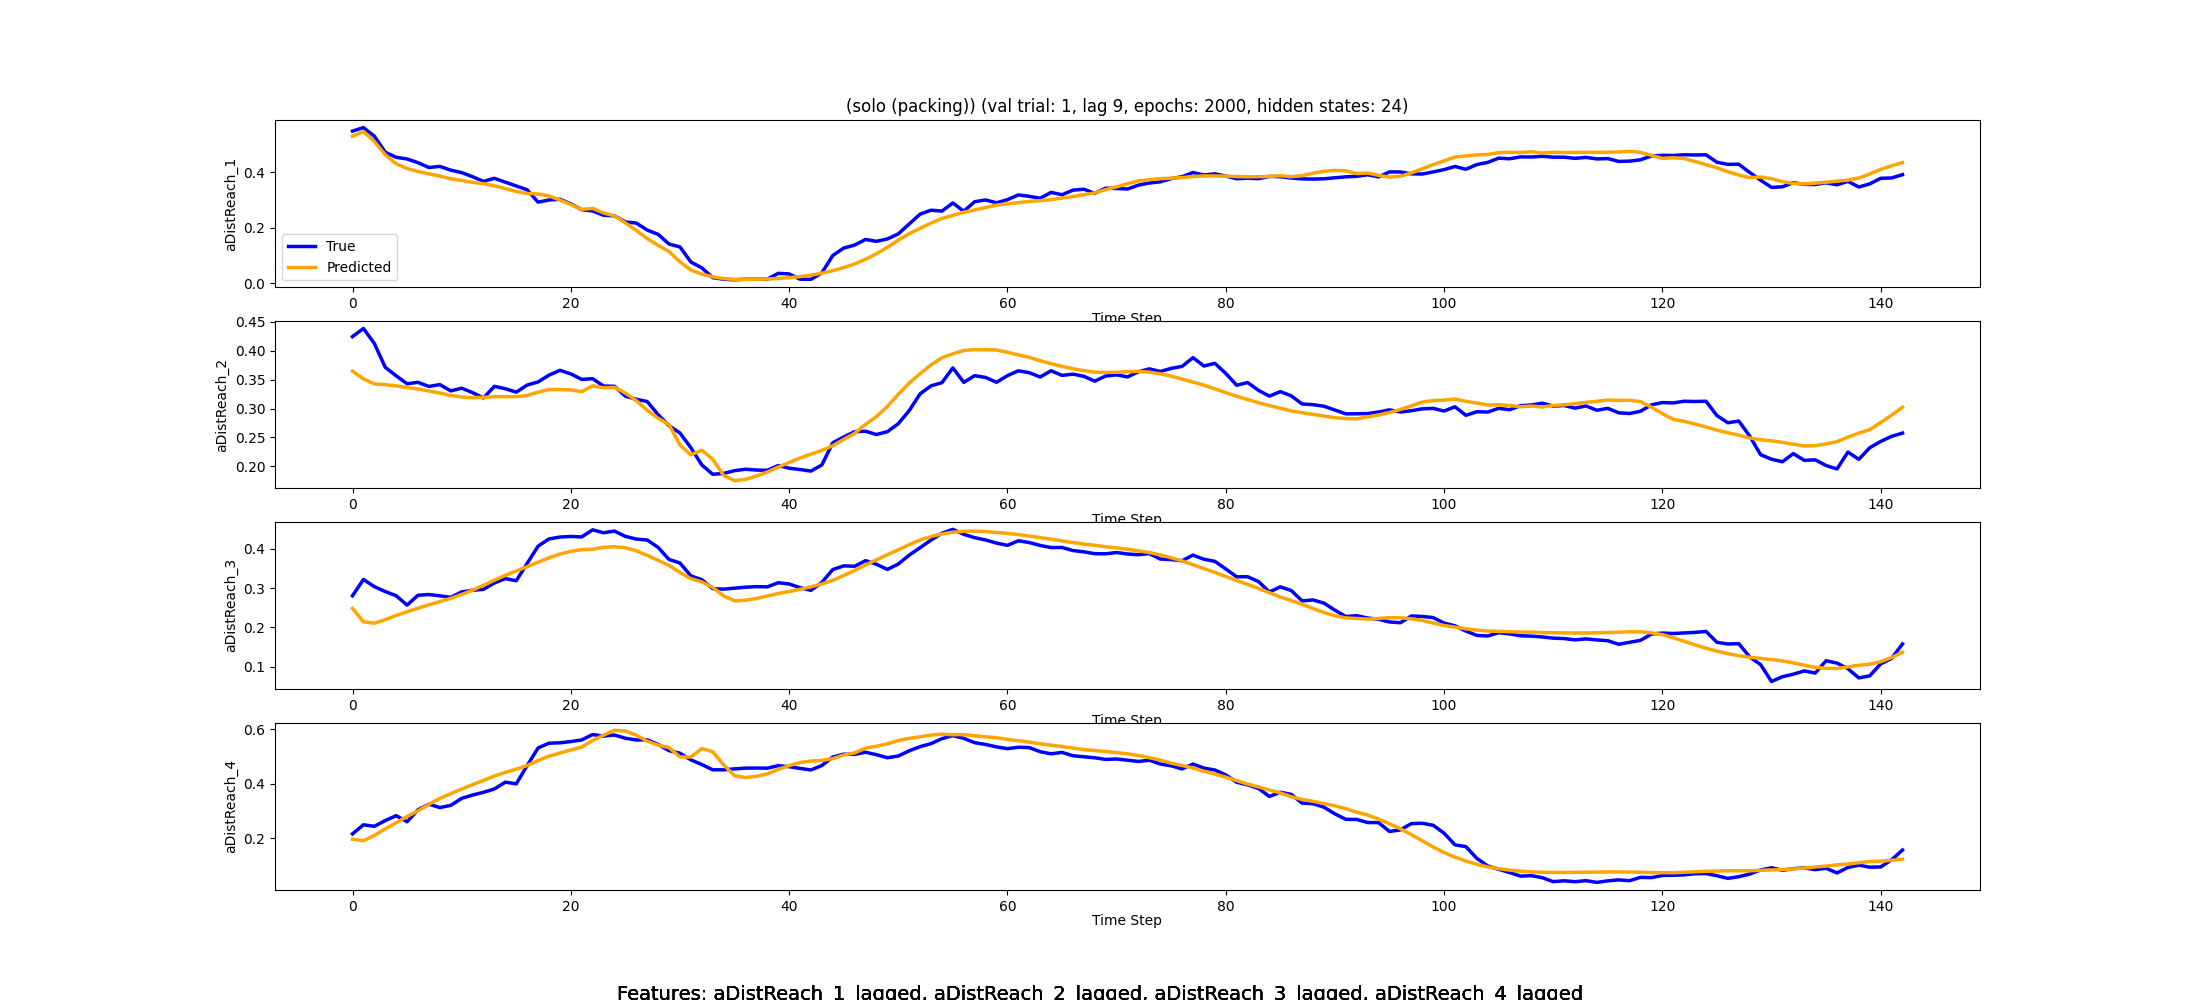 (solo (packing)) (val trial: 1, lag 9, epochs: 2000, hidden states: 24)
aDistReach_1
0.4
0.2
0.0
True
Predicted
0 20 40 60 80 100 120 140
Time Step
aDistReach_2
0.45
0.40
0.35
0.30
0.25
0.20
0 20 40 60 80 100 120 140
Time Step
aDistReach_3
0.4
0.3
0.2
0.1
0 20 40 60 80 100 120 140
Time Step
aDistReach_4
0.6
0.4
0.2
0 20 40 60 80 100 120 140
Time Step
Features: aDistReach_1_lagged, aDistReach_2_lagged, aDistReach_3_lagged, aDistReach_4_lagged